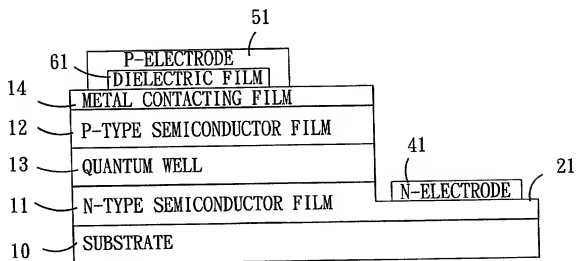 51
P-ELECTRODE
61
DIELECTRIC FILM
14
METAL CONTACTING FILM
12
P-TYPE SEMICONDUCTOR FILM
13
QUANTUM WELL
41
21
N-ELECTRODE
11
N-TYPE SEMICONDUCTOR FILM
10
SUBSTRATE